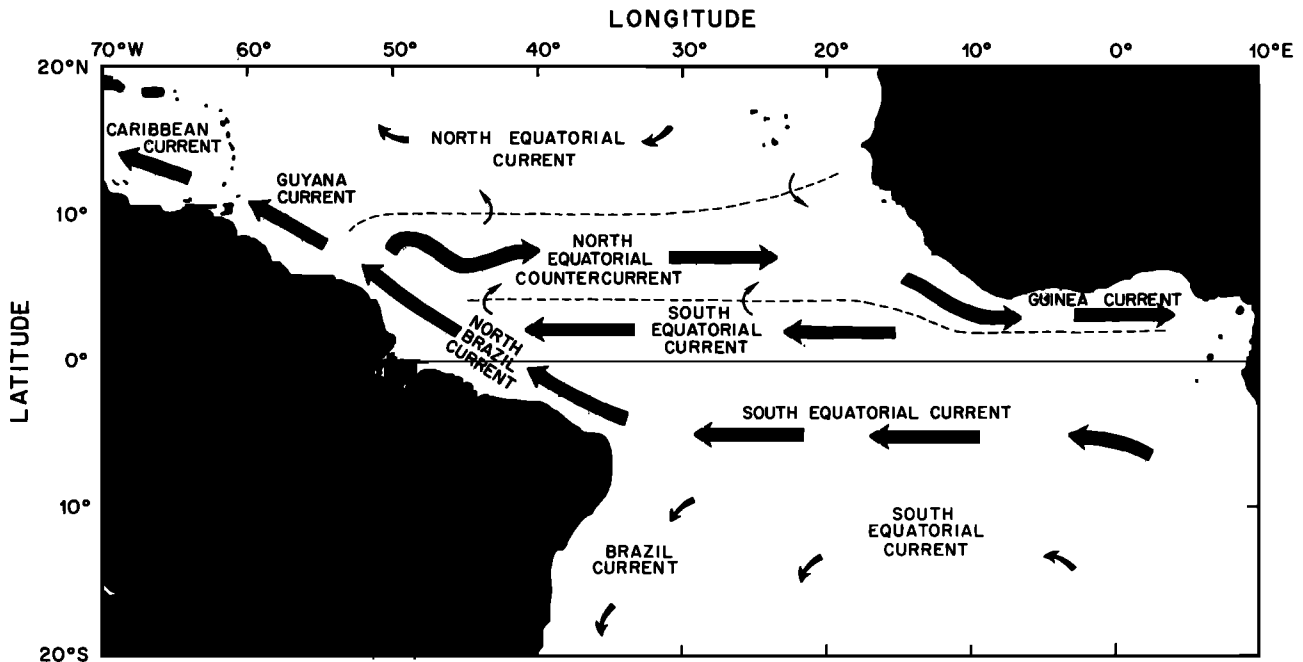 LONGITUDE
70°W 60° 50° 40° 30° 20° 10° 0° 10°E
20°N
CARIBBEAN
CURRENT
NORTH EQUATORIAL
CURRENT
GUYANA
CURRENT
10°
NORTH
EQUATORIAL
COUNTERCURRENT
GUINEA CURRENT
SOUTH
EQUATORIAL
CURRENT
NORTH
BRAZIL
CURRENT
LATITUDE
0°
SOUTH EQUATORIAL CURRENT
10°
SOUTH
EQUATORIAL
CURRENT
BRAZIL
CURRENT
20°S